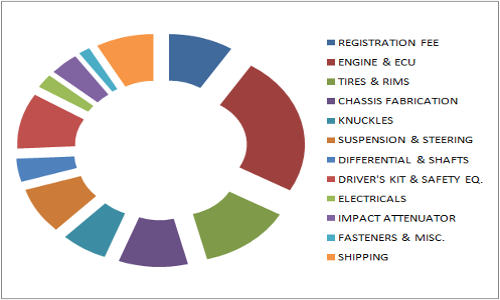 REGISTRATION FEE
ENGINE & ECU
TIRES & RIMS
CHASSIS FABRICATION
KNUCKLES
SUSPENSION & STEERING
DIFFERENTIAL & SHAFTS
DRIVER'S KIT & SAFETY EQ.
ELECTRICALS
IMPACT ATTENUATOR
FASTENERS & MISC.
SHIPPING